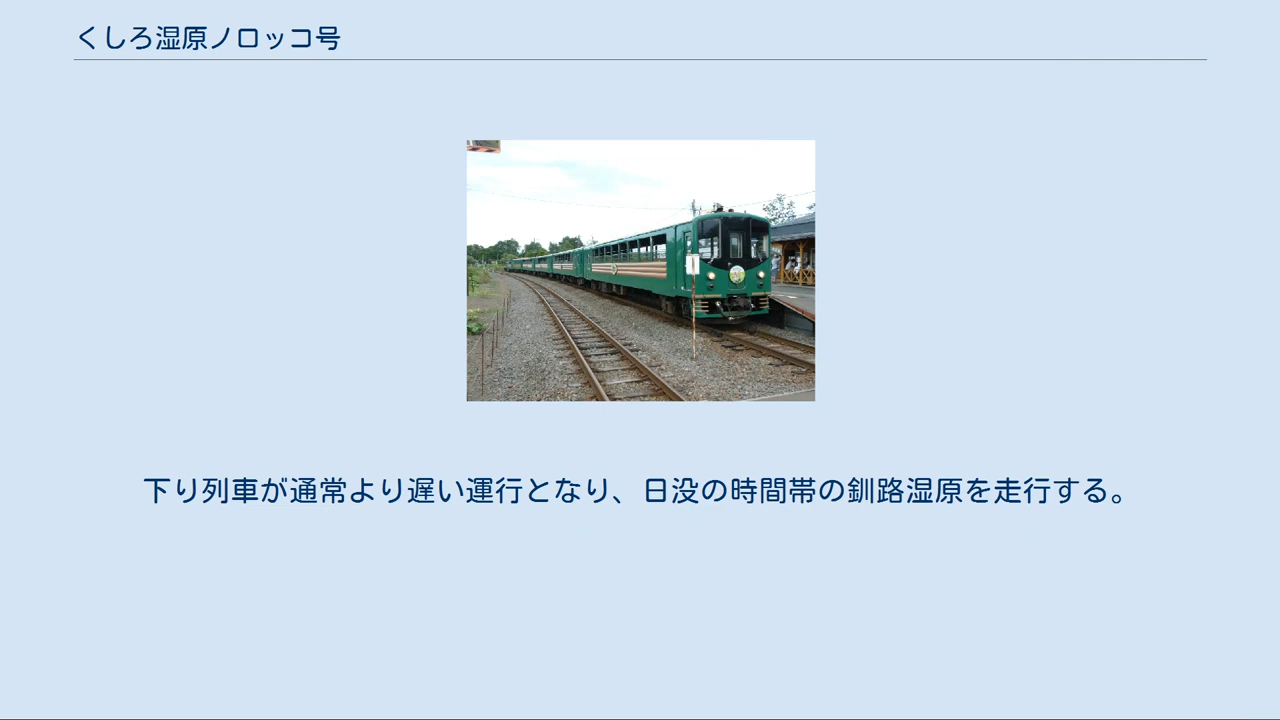 くしろ湿原ノロッコ号
下り列車が通常より遅い運行となり、日没の時間帯の釧路湿原を走行する。